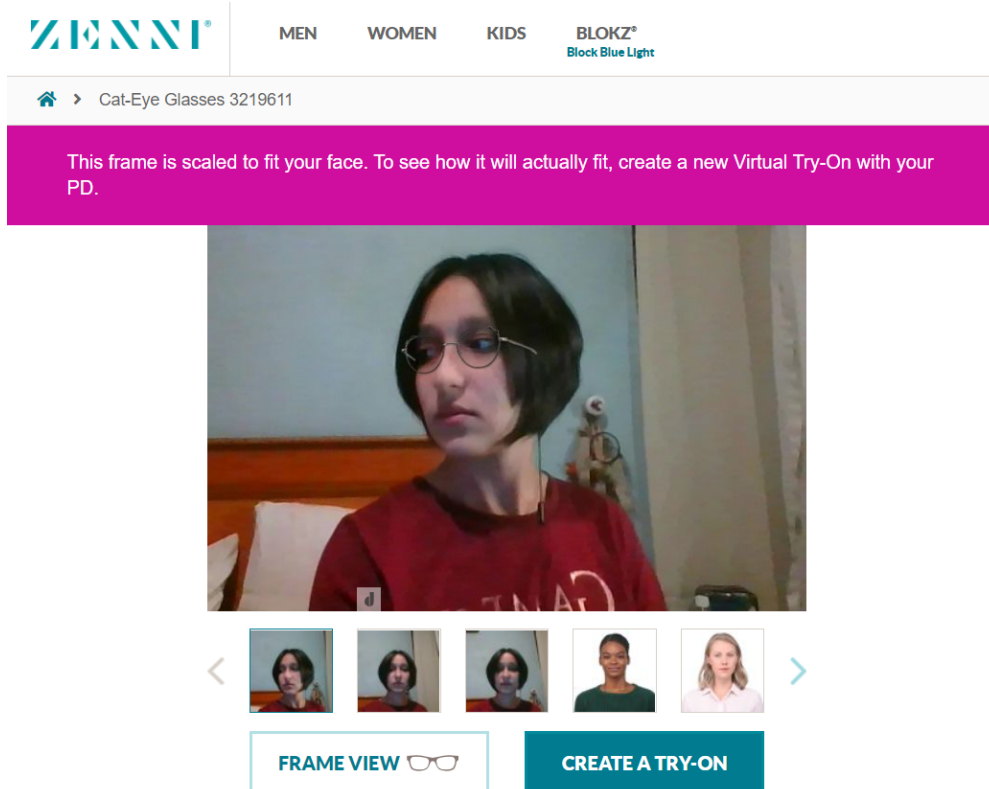 ZENNI®
MEN WOMEN KIDS BLOKZ®
Block Blue Light
> Cat-Eye Glasses 3219611
This frame is scaled to fit your face. To see how it will actually fit, create a new Virtual Try-On with your
PD.
d
FRAME VIEW
CREATE A TRY-ON